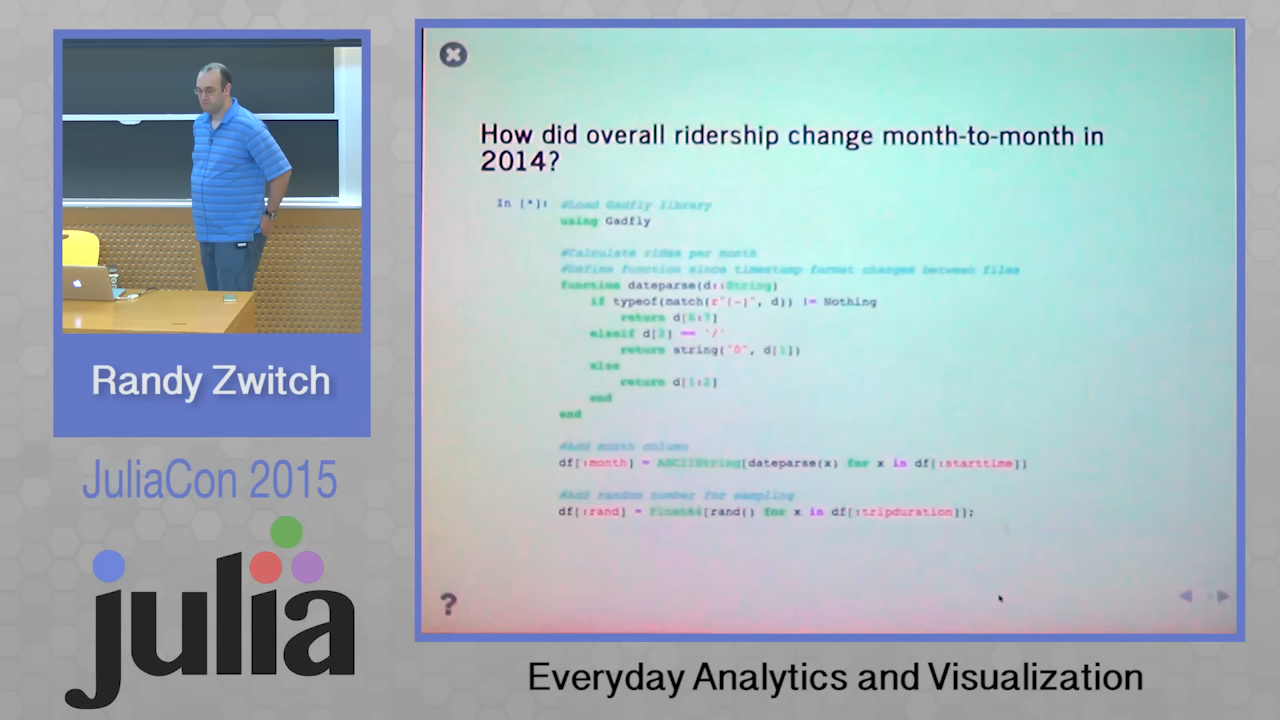 How did overall ridership change month-to-month in
2014?
In [*]: #Load Gadfly library
using Gadfly
#Calculate rides per month
#Define function since timestamp format changes between files
function dateparse(d::String)
if typeof(match(r"[-]", d)) != Nothing
return d[6:7]
elseif d[2] == '/'
return string("0", d[1])
else
return d[1:2]
end
end
#Add month column
df[:month] = ASCIIString[dateparse(x) for x in df[:starttime]]
#Add random number for sampling
df[:rand] = Float64[rand() for x in df[:tripduration]];
?
Randy Zwitch
JuliaCon 2015
julia
Everyday Analytics and Visualization